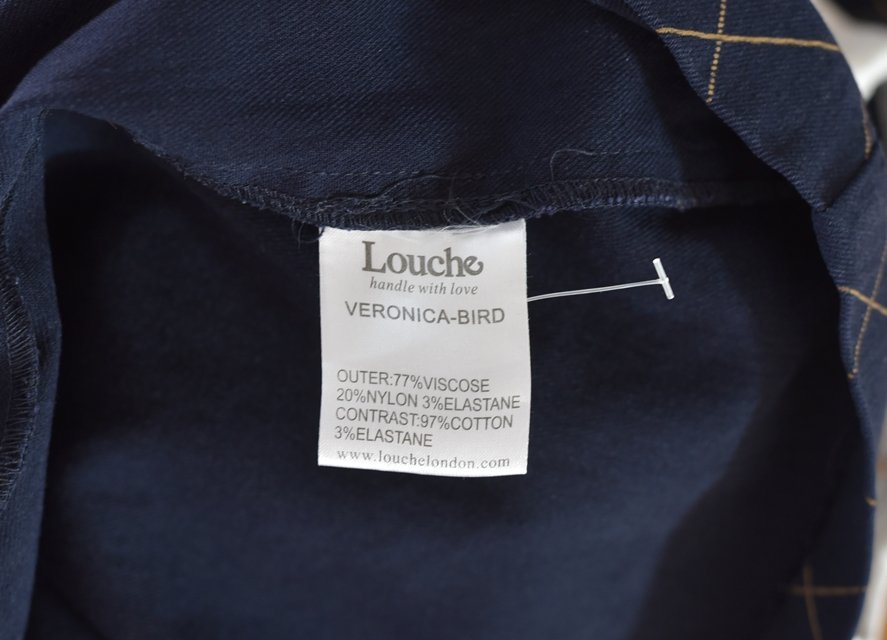 Louche
handle with love
VERONICA-BIRD
OUTER:77%VISCOSE
20%NYLON 3%ELASTANE
CONTRAST:97%COTTON
3%ELASTANE
www.louchelondon.com